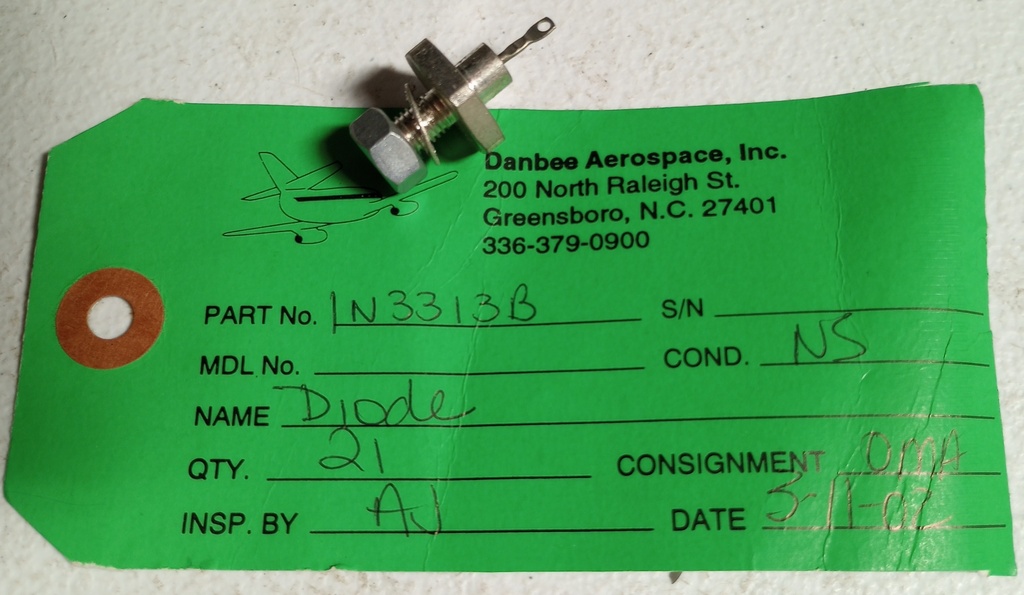 Danbee Aerospace, Inc.
200 North Raleigh St.
Greensboro, N.C. 27401
336-379-0900
PART No. 1N3313B S/N
MDL No. COND. NS
NAME Diode
QTY. 21 CONSIGNMENT OMA
INSP. BY AJ DATE 3-11-02